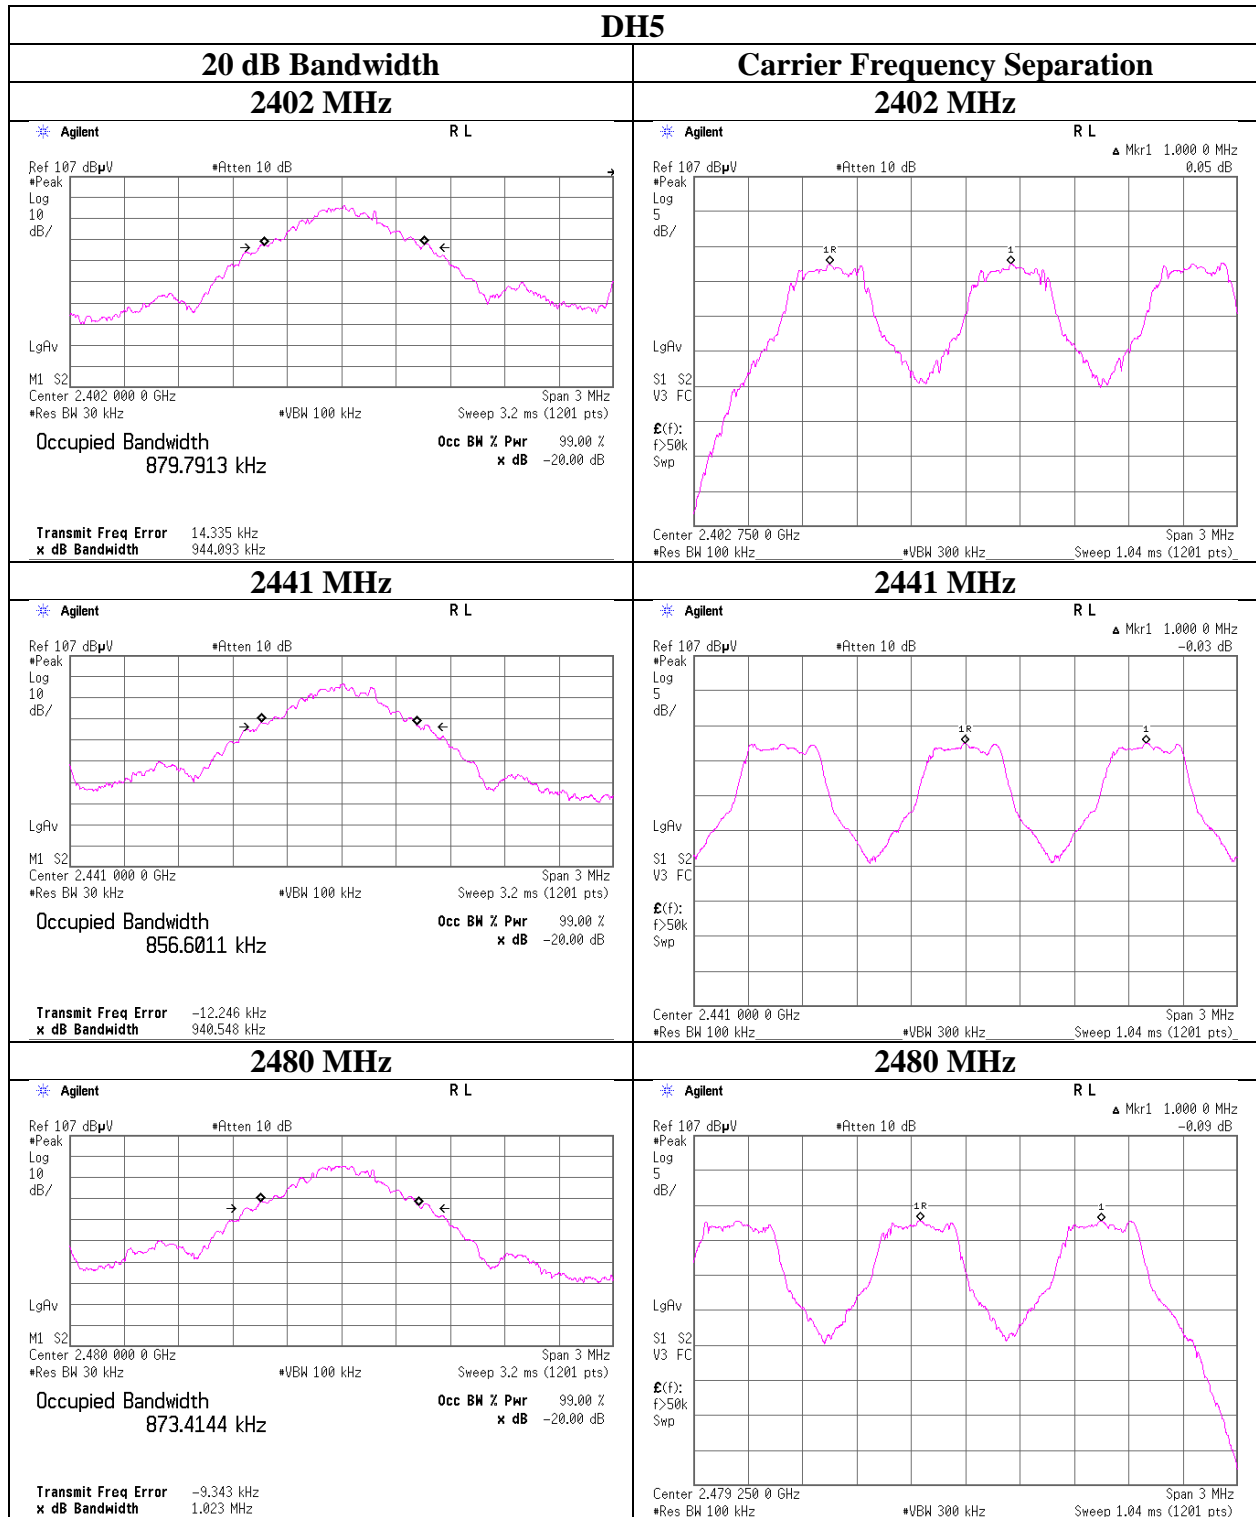 DH5
20 dB Bandwidth
Carrier Frequency Separation
2402 MHz
2402 MHz
Agilent R L
Ref 107 dBµV #Atten 10 dB
#Peak
Log
10
dB/
LgAv
M1 S2
Center 2.402 000 0 GHz Span 3 MHz
#Res BW 30 kHz #VBW 100 kHz Sweep 3.2 ms (1201 pts)
Occupied Bandwidth Occ BW % Pwr 99.00 %
879.7913 kHz x dB -20.00 dB
Transmit Freq Error 14.335 kHz
x dB Bandwidth 944.093 kHz
Agilent R L
Δ Mkr1 1.000 0 MHz
Ref 107 dBµV #Atten 10 dB 0.05 dB
#Peak
Log
5
dB/
1R 1
LgAv
S1 S2
V3 FC
£(f):
f>50k
Swp
Center 2.402 750 0 GHz Span 3 MHz
#Res BW 100 kHz #VBW 300 kHz Sweep 1.04 ms (1201 pts)
2441 MHz
2441 MHz
Agilent R L
Ref 107 dBµV #Atten 10 dB
#Peak
Log
10
dB/
LgAv
M1 S2
Center 2.441 000 0 GHz Span 3 MHz
#Res BW 30 kHz #VBW 100 kHz Sweep 3.2 ms (1201 pts)
Occupied Bandwidth Occ BW % Pwr 99.00 %
856.6011 kHz x dB -20.00 dB
Transmit Freq Error -12.246 kHz
x dB Bandwidth 940.548 kHz
Agilent R L
Δ Mkr1 1.000 0 MHz
Ref 107 dBµV #Atten 10 dB -0.03 dB
#Peak
Log
5
dB/
1R 1
LgAv
S1 S2
V3 FC
£(f):
f>50k
Swp
Center 2.441 000 0 GHz Span 3 MHz
#Res BW 100 kHz #VBW 300 kHz Sweep 1.04 ms (1201 pts)
2480 MHz
2480 MHz
Agilent R L
Ref 107 dBµV #Atten 10 dB
#Peak
Log
10
dB/
LgAv
M1 S2
Center 2.480 000 0 GHz Span 3 MHz
#Res BW 30 kHz #VBW 100 kHz Sweep 3.2 ms (1201 pts)
Occupied Bandwidth Occ BW % Pwr 99.00 %
873.4144 kHz x dB -20.00 dB
Transmit Freq Error -9.343 kHz
x dB Bandwidth 1.023 MHz
Agilent R L
Δ Mkr1 1.000 0 MHz
Ref 107 dBµV #Atten 10 dB -0.09 dB
#Peak
Log
5
dB/
1R 1
LgAv
S1 S2
V3 FC
£(f):
f>50k
Swp
Center 2.479 250 0 GHz Span 3 MHz
#Res BW 100 kHz #VBW 300 kHz Sweep 1.04 ms (1201 pts)